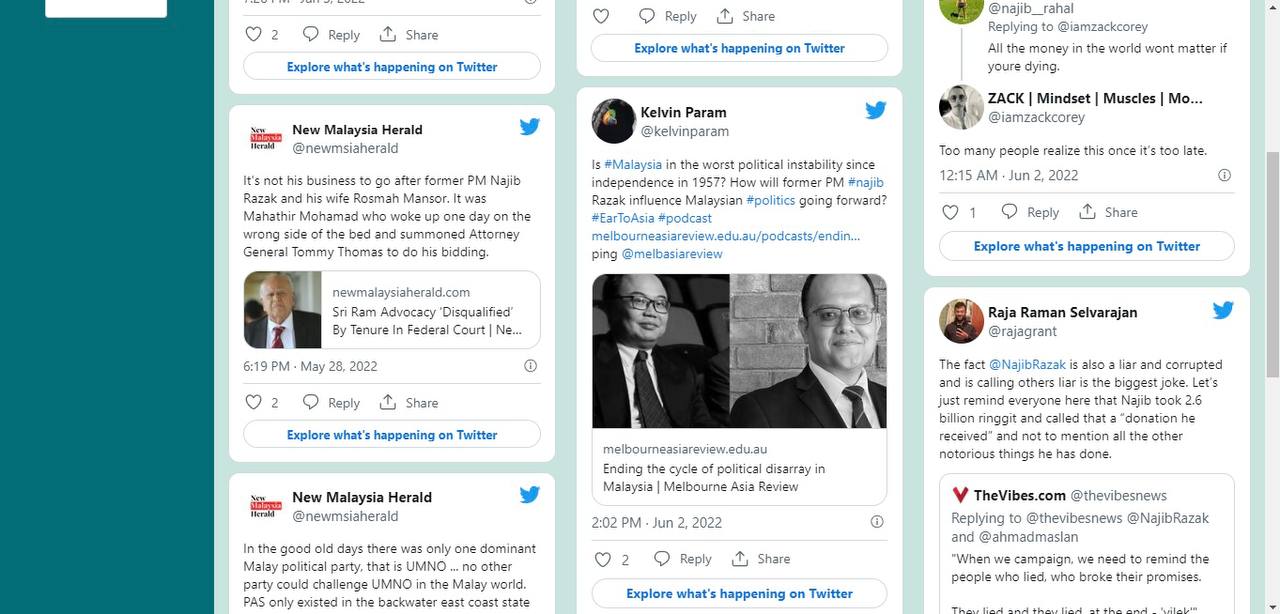 7:20 PM · Jun 3, 2022
2 Reply Share
Explore what's happening on Twitter
New Malaysia Herald
New Malaysia Herald
@newmsiaherald
It's not his business to go after former PM Najib
Razak and his wife Rosmah Mansor. It was
Mahathir Mohamad who woke up one day on the
wrong side of the bed and summoned Attorney
General Tommy Thomas to do his bidding.
newmalaysiaherald.com
Sri Ram Advocacy 'Disqualified'
By Tenure In Federal Court | Ne...
6:19 PM · May 28, 2022
2 Reply Share
Explore what's happening on Twitter
New Malaysia Herald
New Malaysia Herald
@newmsiaherald
In the good old days there was only one dominant
Malay political party, that is UMNO ... no other
party could challenge UMNO in the Malay world.
PAS only existed in the backwater east coast state
Reply Share
Explore what's happening on Twitter
Kelvin Param
@kelvinparam
Is #Malaysia in the worst political instability since
independence in 1957? How will former PM #najib
Razak influence Malaysian #politics going forward?
#EarToAsia #podcast
melbourneasiareview.edu.au/podcasts/endin…
ping @melbasiareview
melbourneasiareview.edu.au
Ending the cycle of political disarray in
Malaysia | Melbourne Asia Review
2:02 PM · Jun 2, 2022
2 Reply Share
Explore what's happening on Twitter
@najib__rahal
Replying to @iamzackcorey
All the money in the world wont matter if
youre dying.
ZACK | Mindset | Muscles | Mo...
@iamzackcorey
Too many people realize this once it's too late.
12:15 AM · Jun 2, 2022
1 Reply Share
Explore what's happening on Twitter
Raja Raman Selvarajan
@rajagrant
The fact @NajibRazak is also a liar and corrupted
and is calling others liar is the biggest joke. Let's
just remind everyone here that Najib took 2.6
billion ringgit and called that a "donation he
received" and not to mention all the other
notorious things he has done.
TheVibes.com @thevibesnews
Replying to @thevibesnews @NajibRazak
and @ahmadmaslan
"When we campaign, we need to remind the
people who lied, who broke their promises.
They lied and they lied, at the end - 'vilek'"